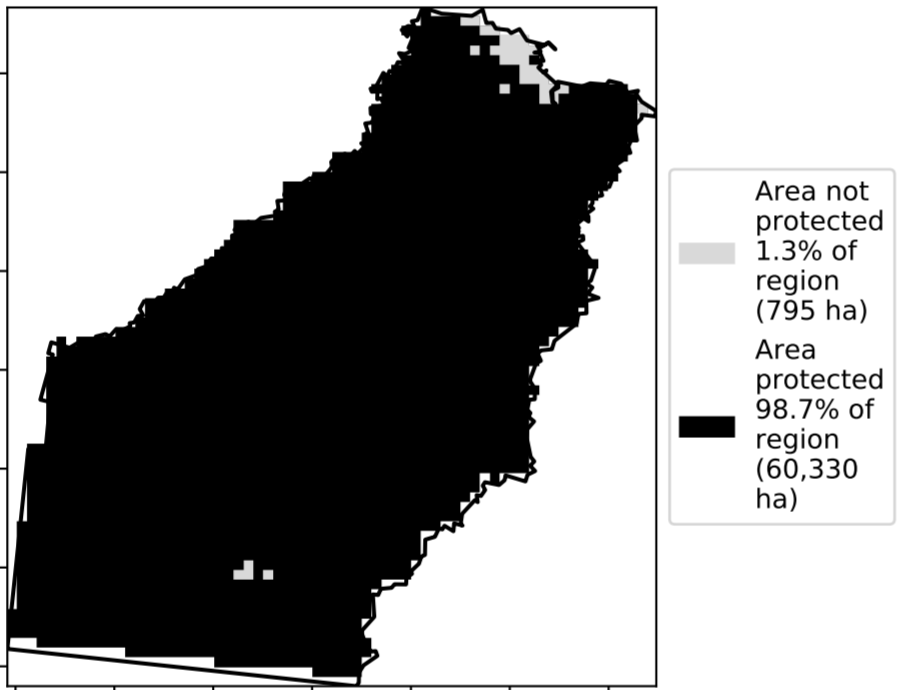 Area not
protected
1.3% of
region
(795 ha)
Area
protected
98.7% of
region
(60,330
ha)